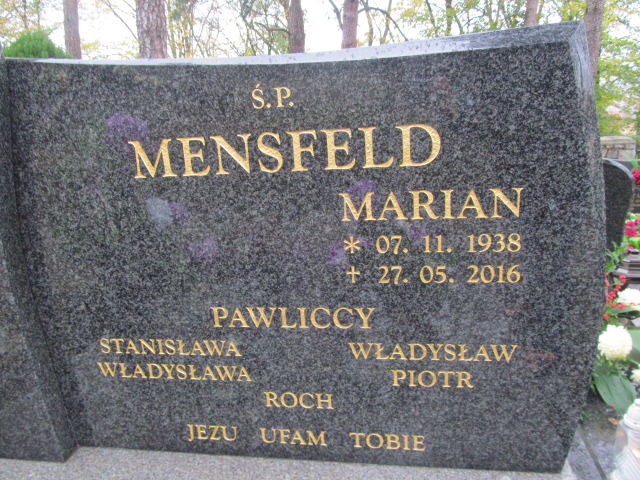 Ś.P.
MENSFELD
MARIAN
* 07. 11. 1938
+ 27. 05. 2016
PAWLICCY
STANISŁAWA WŁADYSŁAW
WŁADYSŁAWA PIOTR
ROCH
JEZU UFAM TOBIE